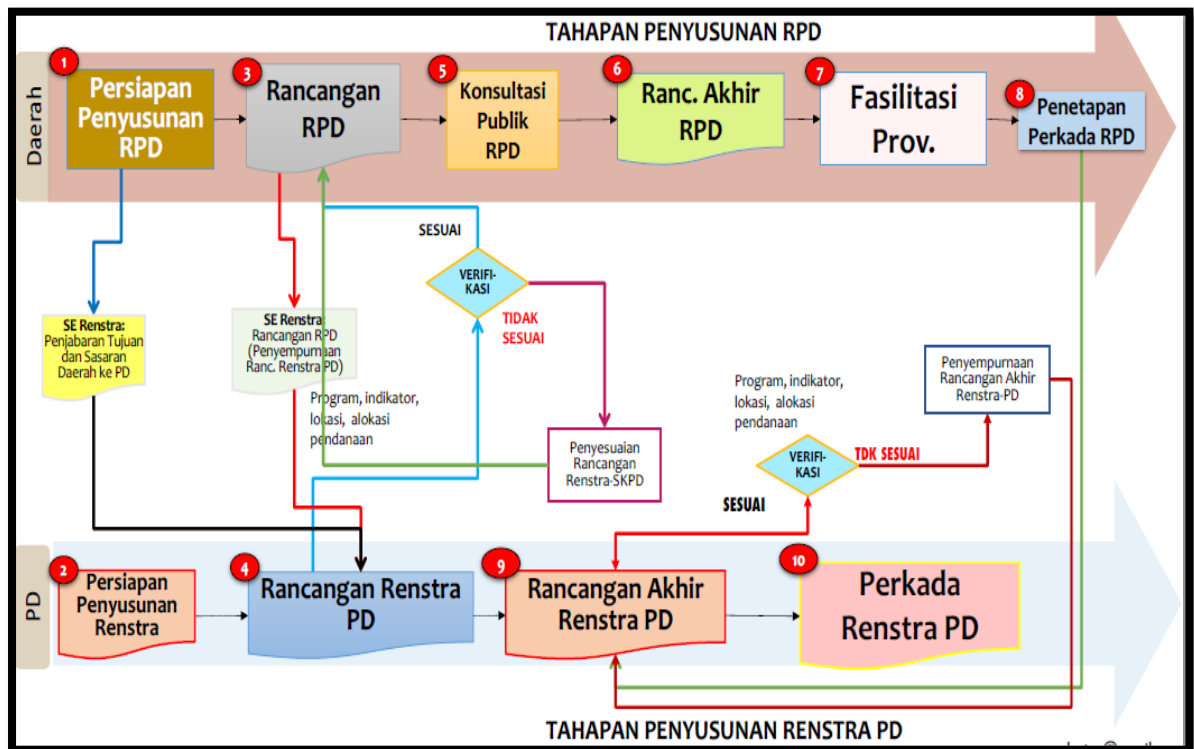 TAHAPAN PENYUSUNAN RPD
Daerah
1
Persiapan
Penyusunan
RPD
3
Rancangan
RPD
5
Konsultasi
Publik
RPD
6
Ranc. Akhir
RPD
7
Fasilitasi
Prov.
8
Penetapan
Perkada RPD
SESUAI
VERIFI-
KASI
TIDAK
SESUAI
SE Renstra:
Penjabaran Tujuan
dan Sasaran
Daerah ke PD
SE Renstra:
Rancangan RPD
(Penyempurnaan
Ranc. Renstra PD)
Program, indikator,
lokasi, alokasi
pendanaan
Penyesuaian
Rancangan
Renstra-SKPD
Program, indikator,
lokasi, alokasi
pendanaan
VERIFI-
KASI
TDK SESUAI
SESUAI
Penyempurnaan
Rancangan Akhir
Renstra-PD
PD
2
Persiapan
Penyusunan
Renstra
4
Rancangan Renstra
PD
9
Rancangan Akhir
Renstra PD
10
Perkada
Renstra PD
TAHAPAN PENYUSUNAN RENSTRA PD